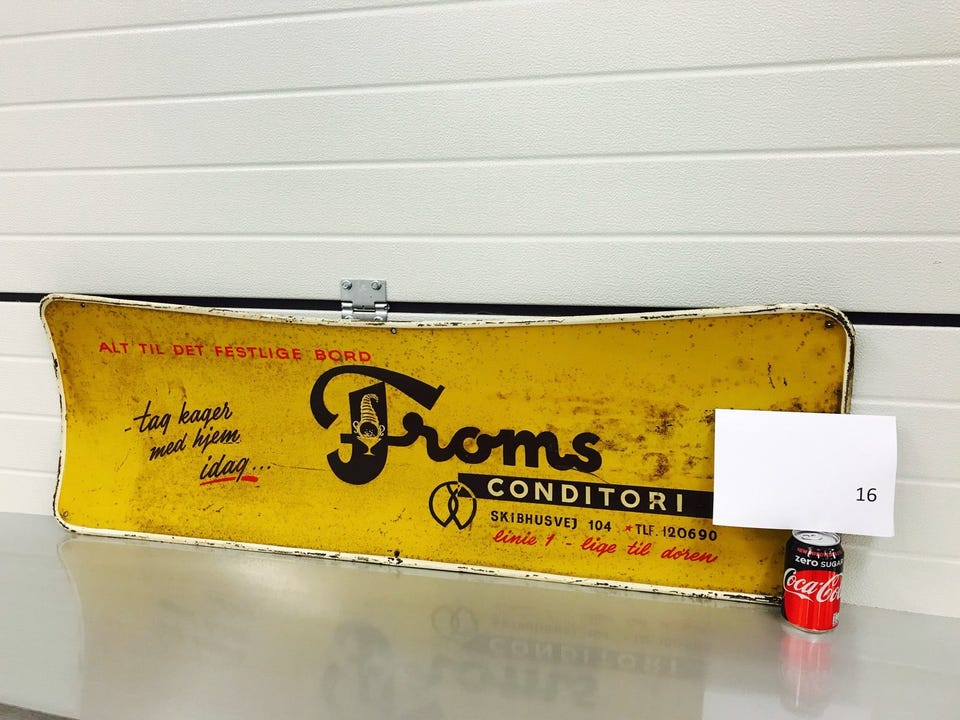 ALT TIL DET FESTLIGE BORD
- tag kager
med hjem
idag...
Froms
CONDITORI
SKIBHUSVEJ 104 ★ TLF. 120690
linie 1 - lige til døren
16
zero SUGAR
Coca-Co